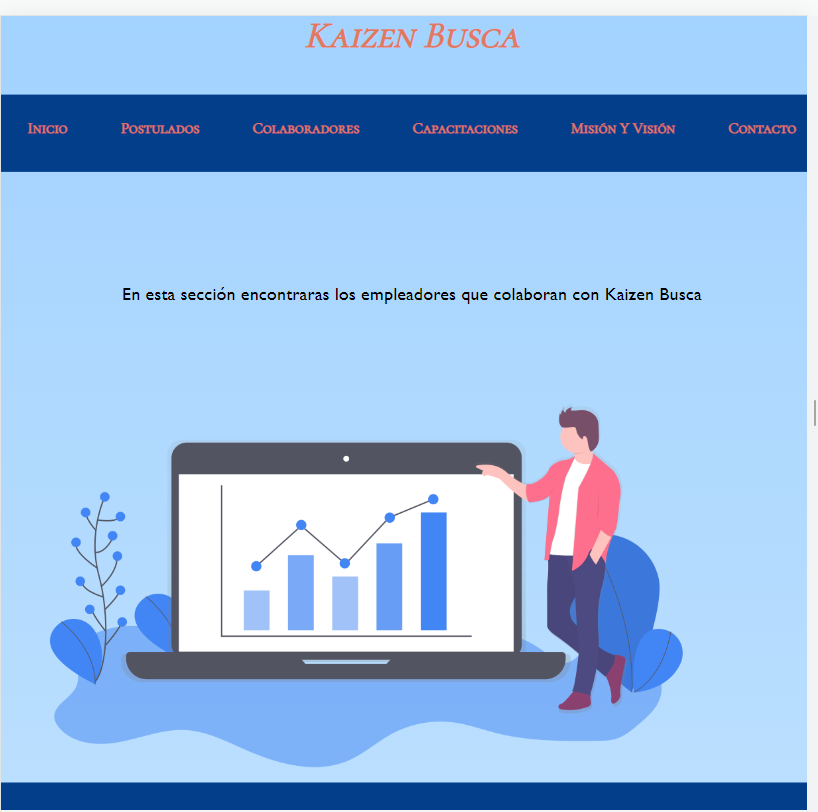 Kaizen Busca
Inicio Postulados Colaboradores Capacitaciones Misión Y Visión Contacto
En esta sección encontraras los empleadores que colaboran con Kaizen Busca